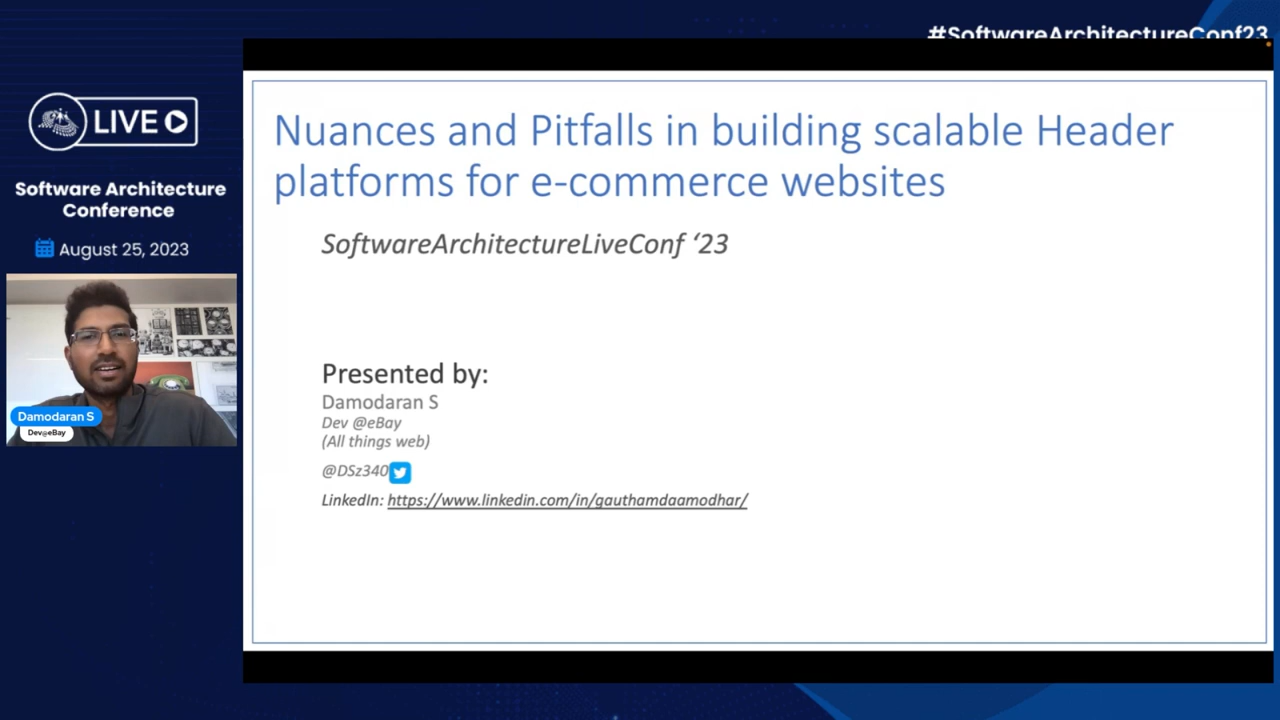 #SoftwareArchitectureConf23
LIVE
Software Architecture
Conference
August 25, 2023
Damodaran S
Dev@eBay
Nuances and Pitfalls in building scalable Header
platforms for e-commerce websites
SoftwareArchitectureLiveConf ‘23
Presented by:
Damodaran S
Dev @eBay
(All things web)
@DSz340
LinkedIn: https://www.linkedin.com/in/gauthamdaamodhar/